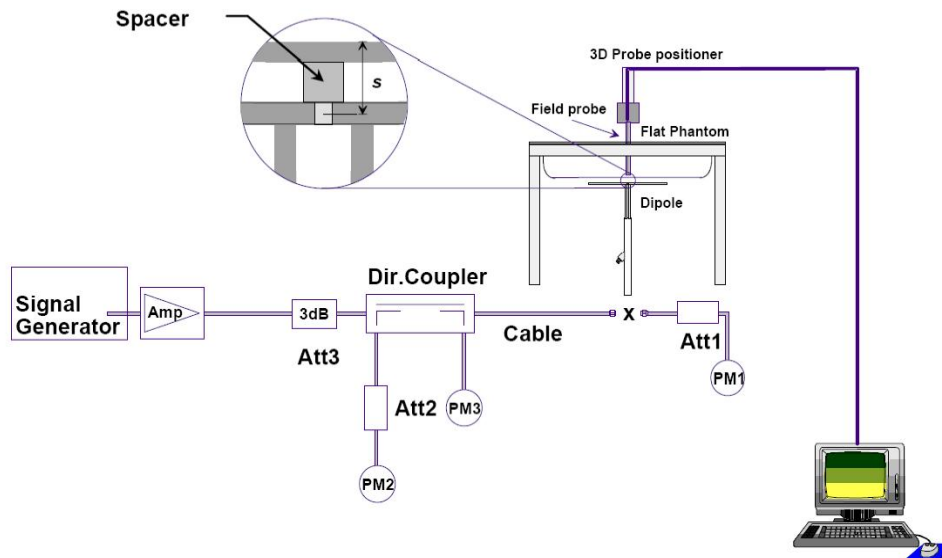 Spacer
s
3D Probe positioner
Field probe
Flat Phantom
Dipole
Dir.Coupler
Signal
Generator
Amp
3dB
Cable
x
Att3
Att1
PM1
Att2
PM3
PM2